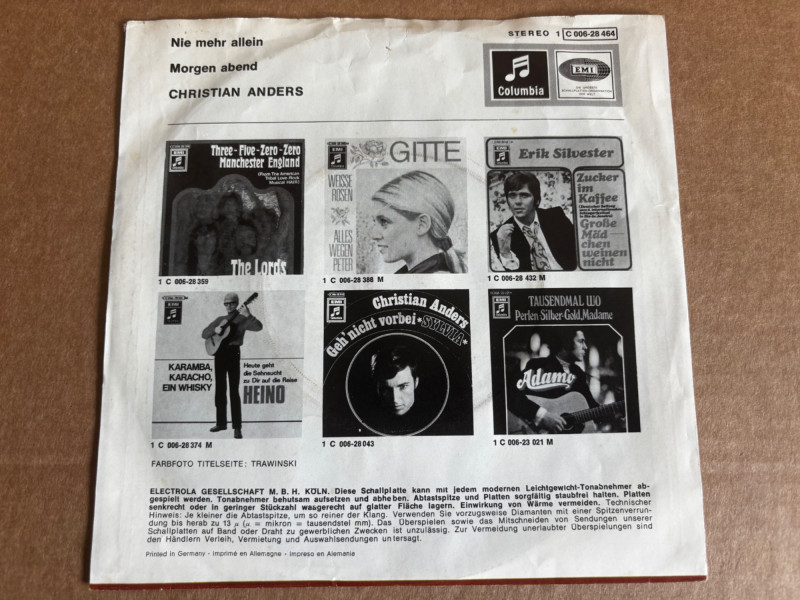 STEREO 1 C 006-28 464
Nie mehr allein
Morgen abend
CHRISTIAN ANDERS
Columbia
EMI
Three-Five-Zero-Zero
Manchester England
(From The American
Tribal Love-Rock
Musical HAIR)
The Lords
1 C 006-28 359
GITTE
WEISSE
ROSEN
ALLES
WEGEN
PETER
1 C 006-28 388 M
Erik Silvester
Zucker
im
Kaffee
Große
Mäd-
chen
weinen
nicht
1 C 006-28 432 M
KARAMBA,
KARACHO,
EIN WHISKY
Heute geht
die Sehnsucht
zu Dir auf die Reise
HEINO
1 C 006-28 374 M
Christian Anders
Geh'nicht vorbei *SYLVIA*
1 C 006-28 043
TAUSENDMAL WO
Perlen Silber-Gold, Madame
Adamo
1 C 006-23 021 M
FARBFOTO TITELSEITE: TRAWINSKI
ELECTROLA GESELLSCHAFT M. B. H. KÖLN. Diese Schallplatte kann mit jedem modernen Leichtgewicht-Tonabnehmer ab-
gespielt werden. Tonabnehmer behutsam aufsetzen und abheben. Abtastspitze und Platten sorgfältig staubfrei halten. Platten
senkrecht oder in geringer Stückzahl waagerecht auf glatter Fläche lagern. Einwirkung von Wärme vermeiden. Technischer
Hinweis: Je kleiner die Abtastspitze, um so reiner der Klang. Verwenden Sie vorzugsweise Diamanten mit einer Spitzenverrun-
dung bis herab zu 13 µ (µ = mikron = tausendstel mm). Das Überspielen sowie das Mitschneiden von Sendungen unserer
Schallplatten auf Band oder Draht zu gewerblichen Zwecken ist unzulässig. Zur Vermeidung unerlaubter Überspielungen sind
den Händlern Verleih, Vermietung und Auswahlsendungen untersagt.
Printed in Germany - Imprimé en Allemagne - Impreso en Alemania